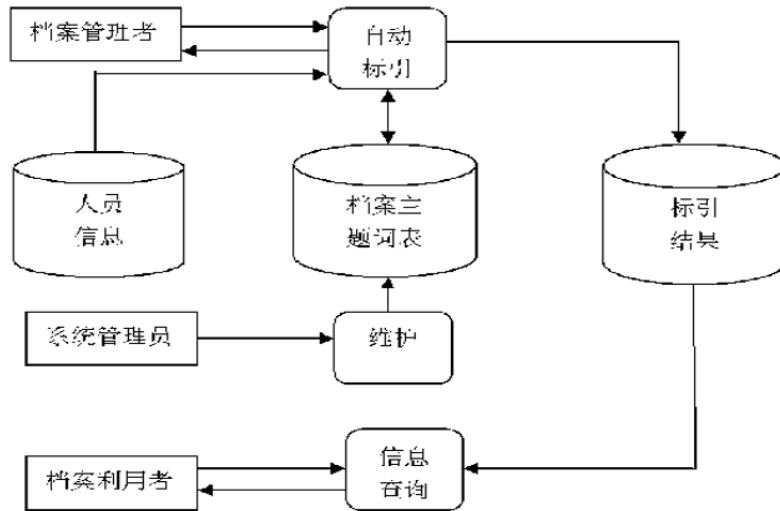 档案管理者
自动
标引
人员
信息
档案主
题词表
标引
结果
系统管理员
维护
档案利用者
信息
查询